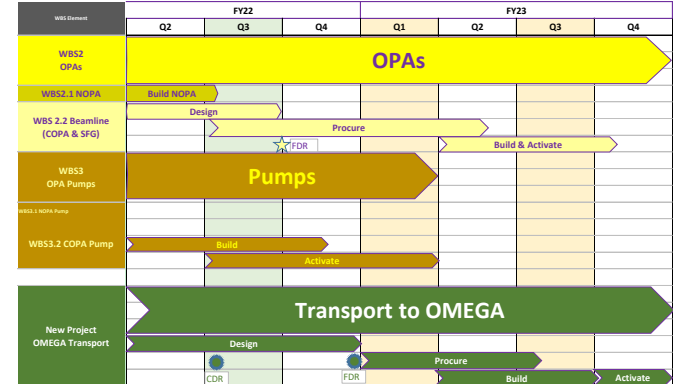 WBS Element
FY22
FY23
Q2
Q3
Q4
Q1
Q2
Q3
Q4
WBS2
OPAs
OPAs
WBS2.1 NOPA
Build NOPA
WBS 2.2 Beamline
(COPA & SFG)
Design
Procure
FDR
Build & Activate
WBS3
OPA Pumps
Pumps
WBS3.1 NOPA Pump
WBS3.2 COPA Pump
Build
Activate
New Project
OMEGA Transport
Transport to OMEGA
Design
CDR
FDR
Procure
Build
Activate